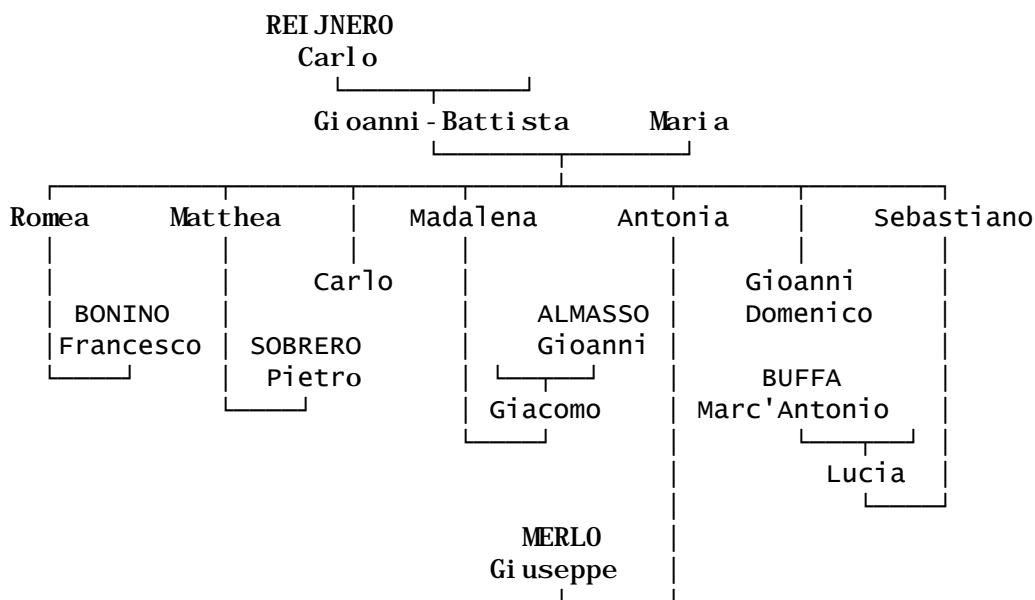 REIJNERO
Carlo
Gioanni-Battista Maria
Romea Matthea Madalena Antonia Sebastiano
Carlo Gioanni
BONINO ALMASSO Domenico
Francesco SOBRERO Gioanni
Pietro BUFFA
Giacomo Marc'Antonio
Lucia
MERLO
Giuseppe